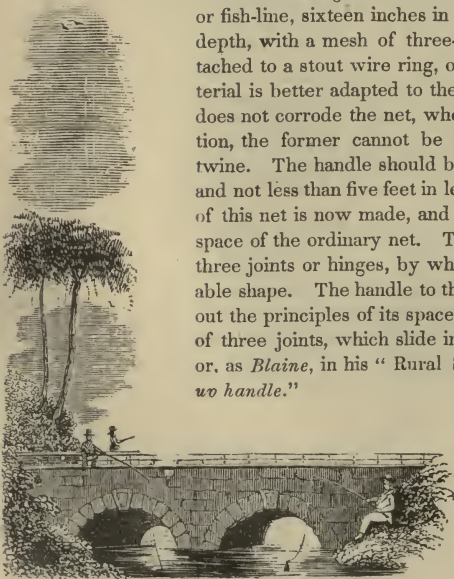 or fish-line, sixteen inches in
depth, with a mesh of three-
tached to a stout wire ring, o
terial is better adapted to the
does not corrode the net, whe
tion, the former cannot be
twine. The handle should b
and not less than five feet in le
of this net is now made, and
space of the ordinary net. T
three joints or hinges, by wh
able shape. The handle to th
out the principles of its space
of three joints, which slide in
or, as Blaine, in his “ Rural S
uv handle.”